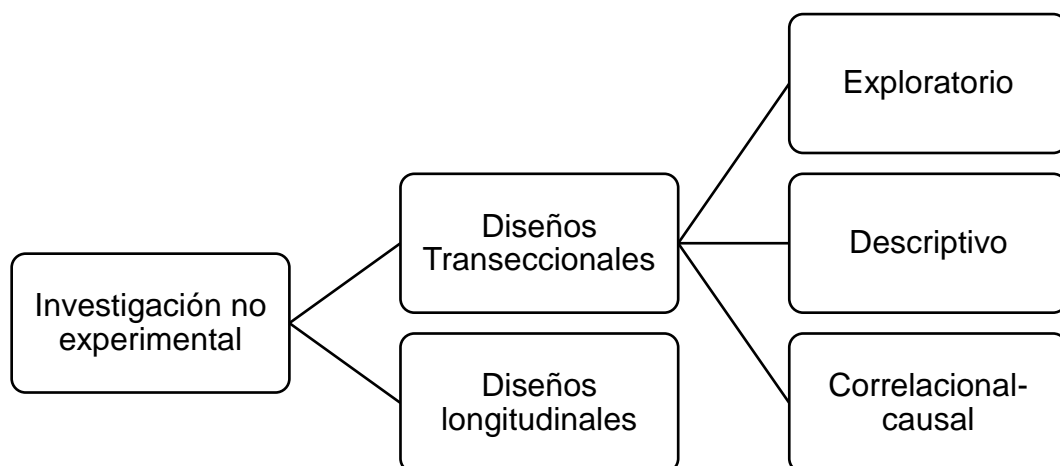 Investigación no
experimental
Diseños
Transeccionales
Diseños
longitudinales
Exploratorio
Descriptivo
Correlacional-
causal